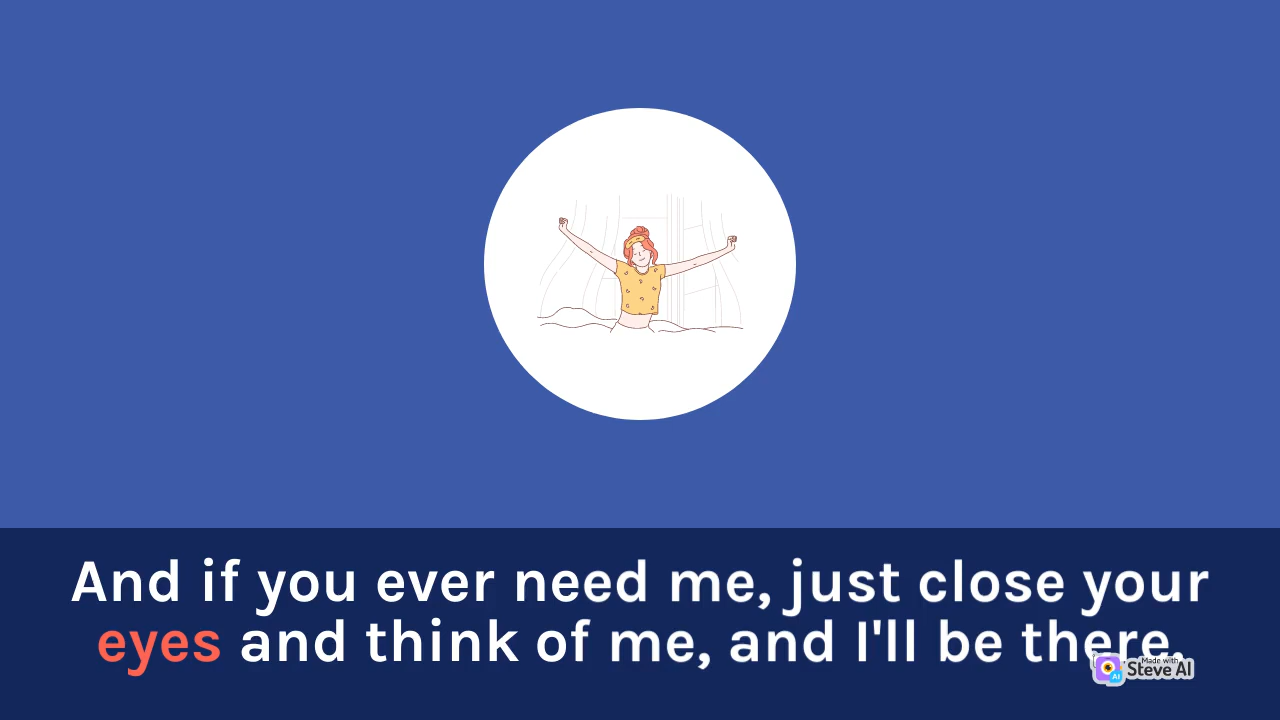 And if you ever need me, just close your
eyes and think of me, and I'll be there.
Made with
Steve AI
AI